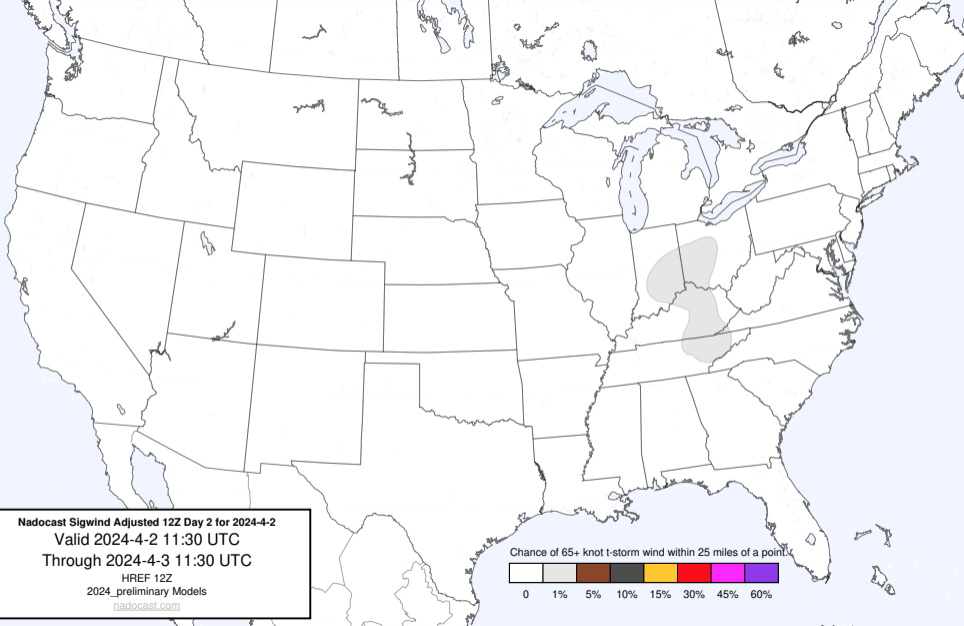 Nadocast Sigwind Adjusted 12Z Day 2 for 2024-4-2
Valid 2024-4-2 11:30 UTC
Through 2024-4-3 11:30 UTC
HREF 12Z
2024_preliminary Models
nadocast.com
Chance of 65+ knot t-storm wind within 25 miles of a point.
0 1% 5% 10% 15% 30% 45% 60%